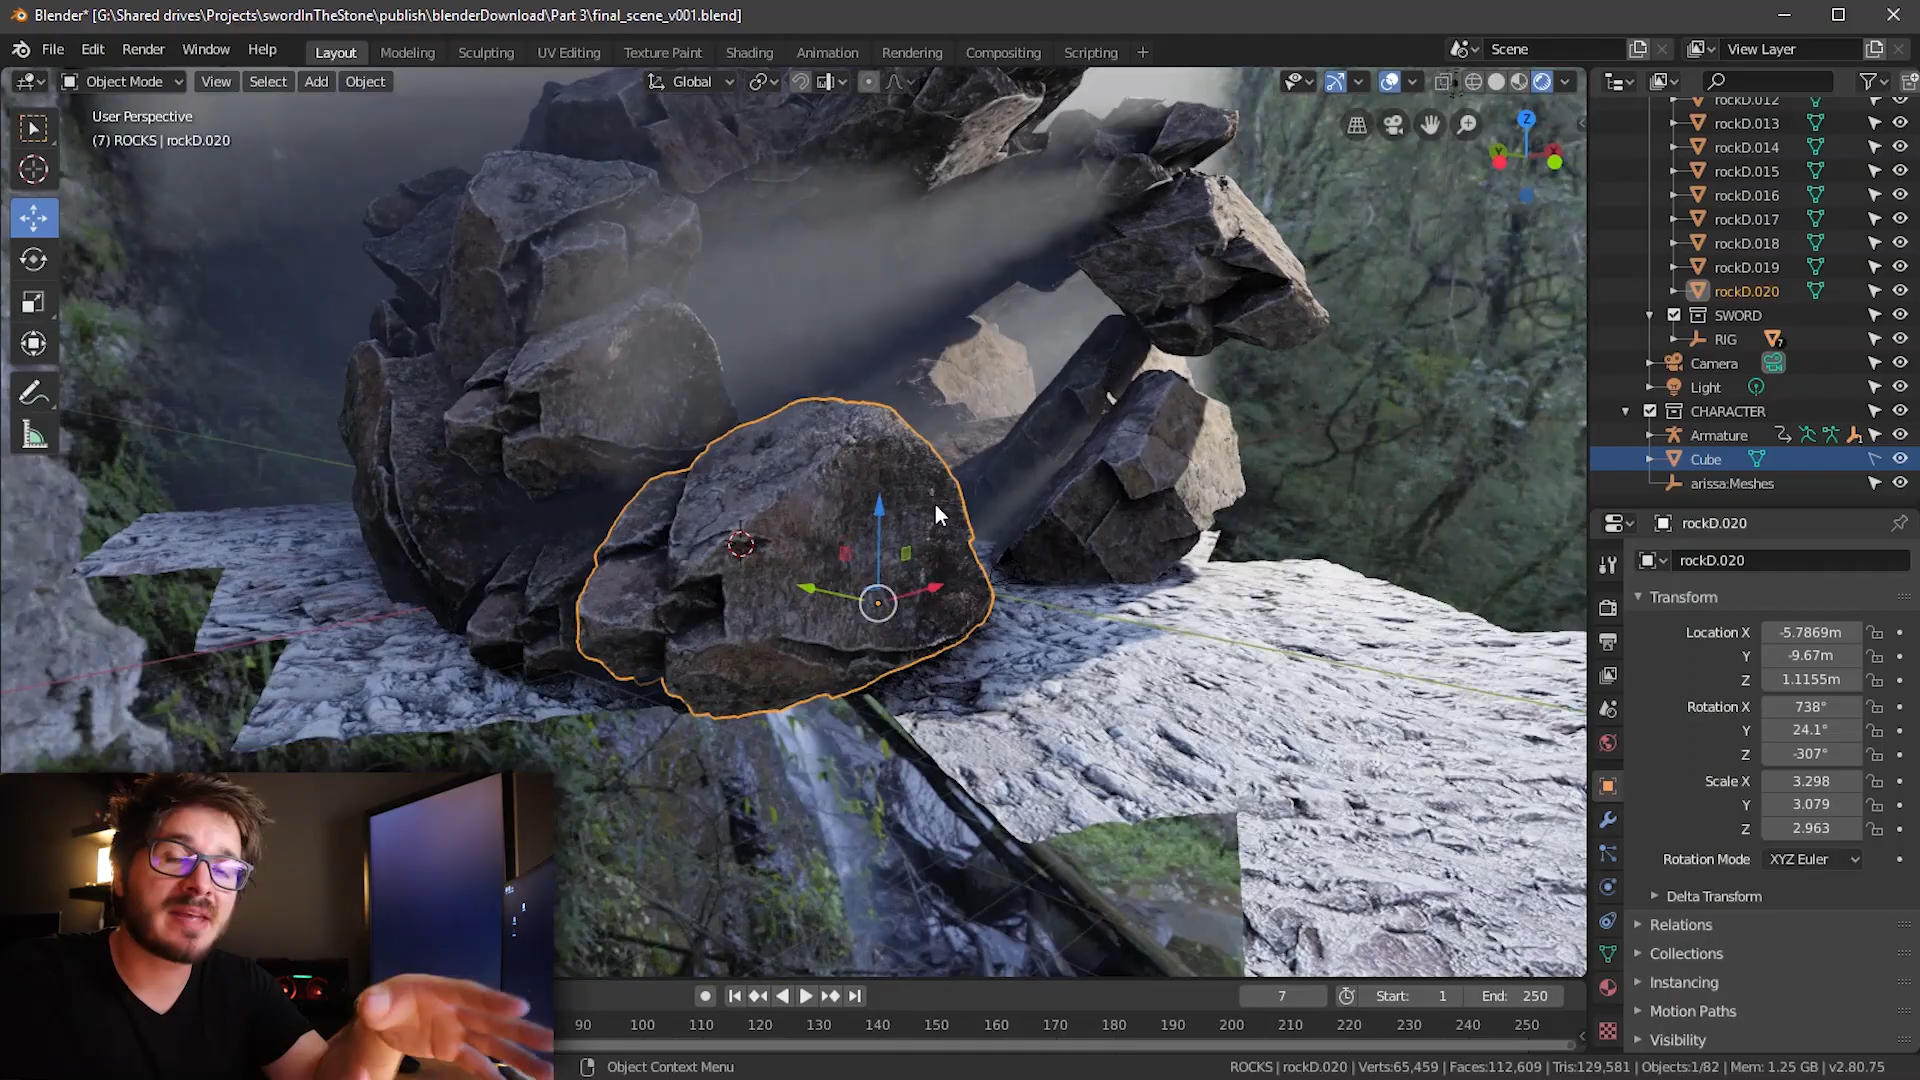 Blender* [G:\Shared drives\Projects\swordInTheStone\publish\blenderDownload\Part 3\final_scene_v001.blend]
File Edit Render Window Help Layout Modeling Sculpting UV Editing Texture Paint Shading Animation Rendering Compositing Scripting + Scene View Layer
Object Mode View Select Add Object Global
User Perspective
(7) ROCKS | rockD.020
Z
Y
rockD.012
rockD.013
rockD.014
rockD.015
rockD.016
rockD.017
rockD.018
rockD.019
rockD.020
SWORD
RIG 7
Camera
Light
CHARACTER
Armature
Cube
arissa:Meshes
rockD.020
rockD.020
Transform
Location X -5.7869m
Y -9.67m
Z 1.1155m
Rotation X 738°
Y 24.1°
Z -307°
Scale X 3.298
Y 3.079
Z 2.963
Rotation Mode XYZ Euler
Delta Transform
Relations
Collections
Instancing
Motion Paths
Visibility
7 Start: 1 End: 250
90 100 110 120 130 140 150 160 170 180 190 200 210 220 230 240 250
Object Context Menu
ROCKS | rockD.020 | Verts:65,459 | Faces:112,609 | Tris:129,581 | Objects:1/82 | Mem: 1.25 GB | v2.80.75